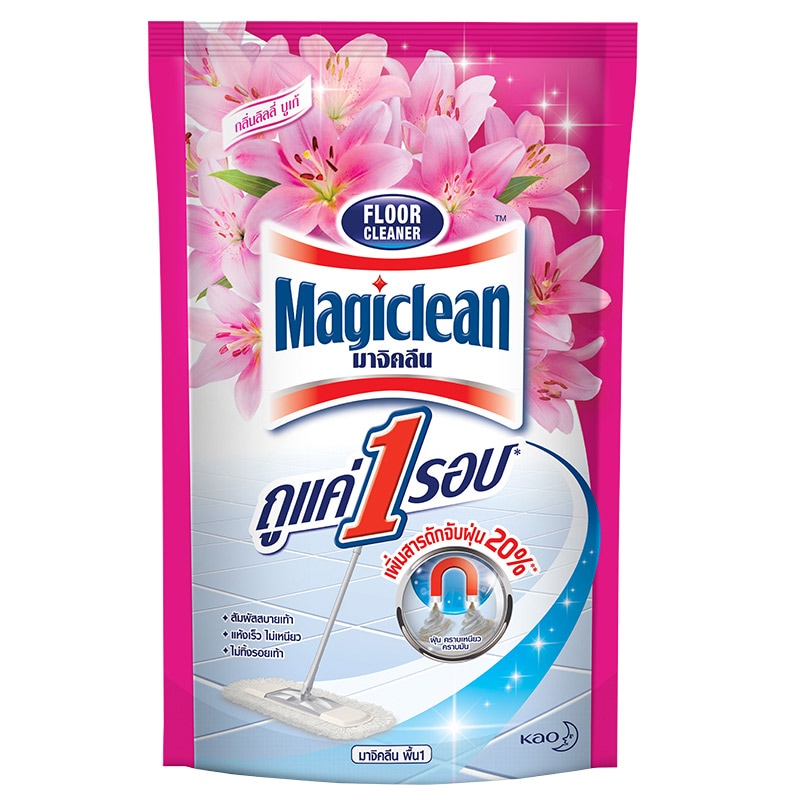 กลิ่นลิลลี่ บูเก้
FLOOR
CLEANER
TM
Magiclean
มาจิคลีน
ถูแค่ 1 รอบ*
เพิ่มสารดักจับฝุ่น 20%**
ฝุ่น คราบเหนียว
คราบมัน
• สัมผัสสบายเท้า
• แห้งเร็ว ไม่เหนียว
• ไม่ทิ้งรอยเท้า
มาจิคลีน พื้น1
Kao